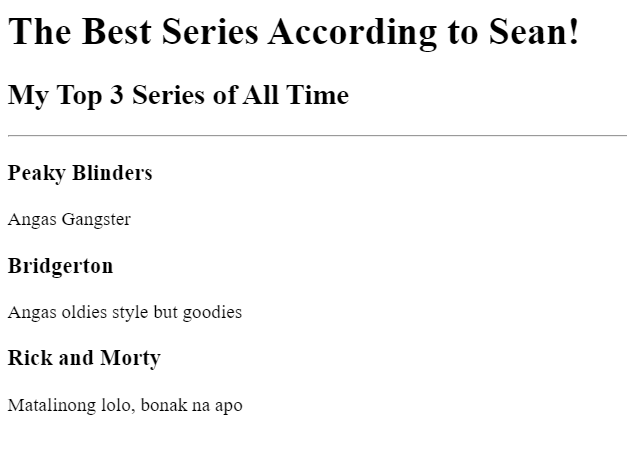 The Best Series According to Sean!
My Top 3 Series of All Time
Peaky Blinders
Angas Gangster
Bridgerton
Angas oldies style but goodies
Rick and Morty
Matalinong lolo, bonak na apo